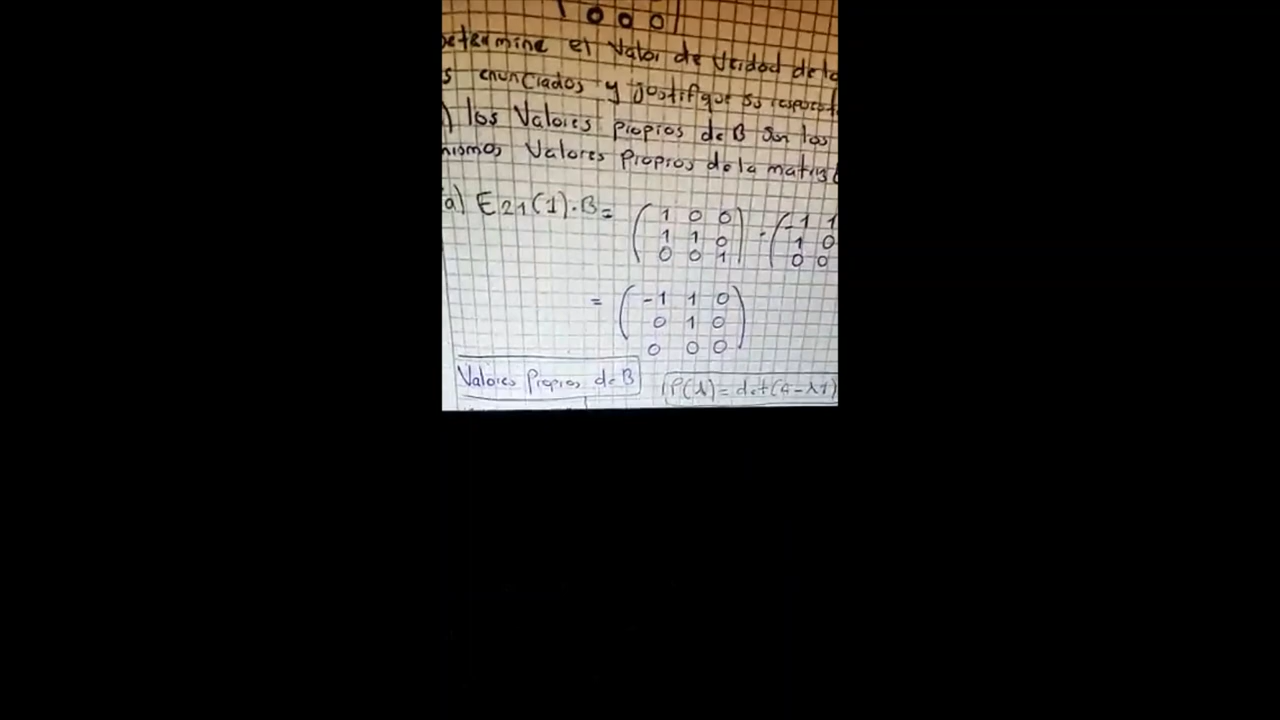 0 0 0
Determine el valor de verdad de lo
s enunciados y justifique su respuest
) los Valores propios de B son los
mismos Valores Propios de la matriz
a) E21(1).B= (1 0 0) . (-1 1
1 1 0 1 0
0 0 1 0 0
= (-1 1 0)
0 1 0
0 0 0
Valores Propios de B P(λ) = det(A-λI)